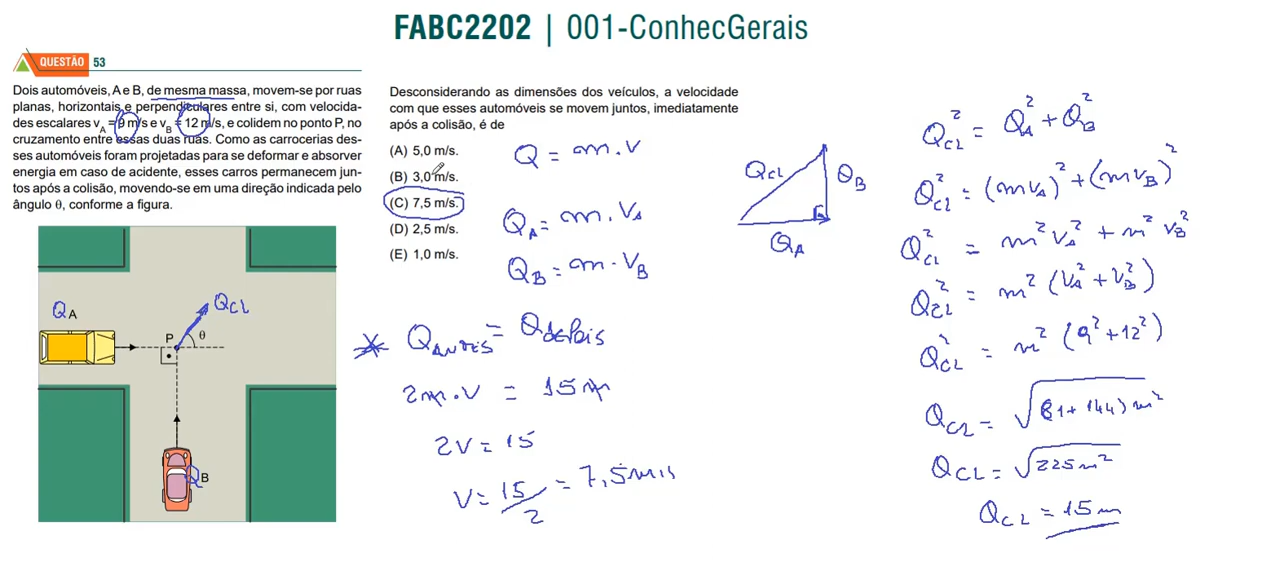 FABC2202 | 001-ConhecGerais
QUESTÃO 53
Dois automóveis, A e B, de mesma massa, movem-se por ruas
planas, horizontais e perpendiculares entre si, com velocida-
des escalares vA = 9 m/s e vB = 12 m/s, e colidem no ponto P, no
cruzamento entre essas duas ruas. Como as carrocerias des-
ses automóveis foram projetadas para se deformar e absorver
energia em caso de acidente, esses carros permanecem jun-
tos após a colisão, movendo-se em uma direção indicada pelo
ângulo θ, conforme a figura.
QA
QCL
P
θ
QB
Desconsiderando as dimensões dos veículos, a velocidade
com que esses automóveis se movem juntos, imediatamente
após a colisão, é de
(A) 5,0 m/s.
(B) 3,0 m/s.
(C) 7,5 m/s.
(D) 2,5 m/s.
(E) 1,0 m/s.
Q = m.V
QA = m.VA
QB = m.VB
QANTES = QDEPOIS
2m.V = 15m
2V = 15
V = 15/2 = 7,5 m/s
QCL
QB
QA
QCL² = QA² + QB²
QCL² = (mVA)² + (mVB)²
QCL² = m²VA² + m²VB²
QCL² = m²(VA² + VB²)
QCL² = m²(9² + 12²)
QCL = √(81+144)m²
QCL = √225m²
QCL = 15m